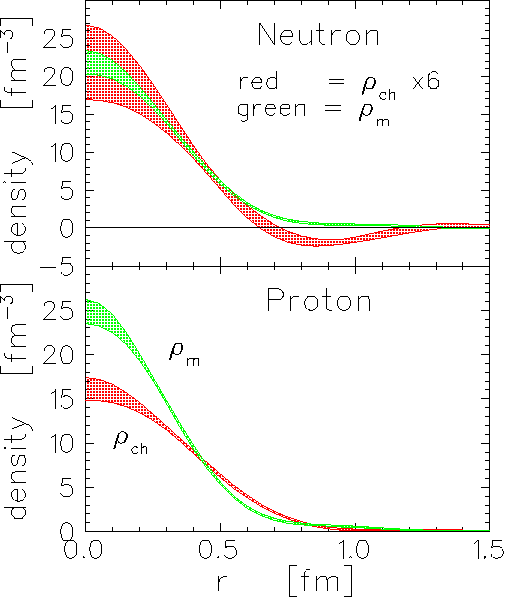 Neutron
red = ρch ×6
green = ρm
density [fm−3]
25
20
15
10
5
0
−5
Proton
ρm
ρch
density [fm−3]
25
20
15
10
5
0
0.0 0.5 1.0 1.5
r [fm]